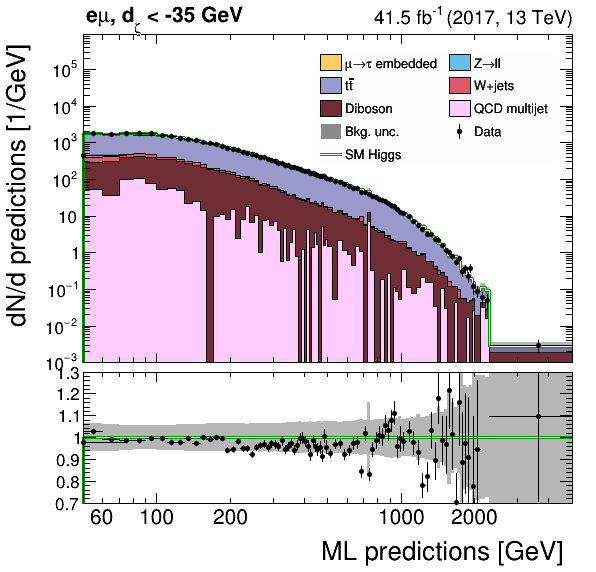 eμ, dζ < -35 GeV
41.5 fb⁻¹ (2017, 13 TeV)
dN/d predictions [1/GeV]
10⁵
10⁴
10³
10²
10
1
10⁻¹
10⁻²
10⁻³
μ→τ embedded
Z→ll
tt̄
W+jets
Diboson
QCD multijet
Bkg. unc.
Data
SM Higgs
1.3
1.2
1.1
1
0.9
0.8
0.7
60
100
200
1000
2000
ML predictions [GeV]